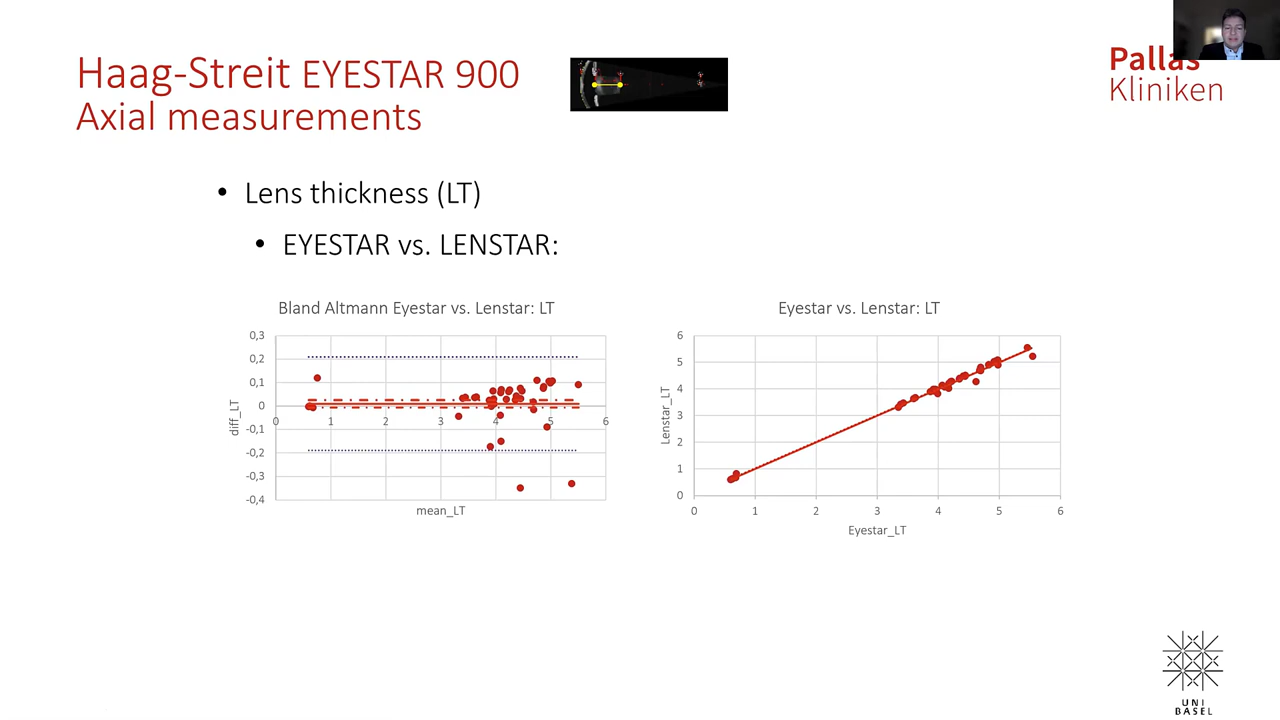 Haag-Streit EYESTAR 900
Axial measurements
Pallas
Kliniken
• Lens thickness (LT)
• EYESTAR vs. LENSTAR:
Bland Altmann Eyestar vs. Lenstar: LT
0,3
0,2
0,1
0
-0,1
-0,2
-0,3
-0,4
0 1 2 3 4 5 6
diff_LT
mean_LT
Eyestar vs. Lenstar: LT
6
5
4
3
2
1
0
0 1 2 3 4 5 6
Lenstar_LT
Eyestar_LT
UNI
BASEL